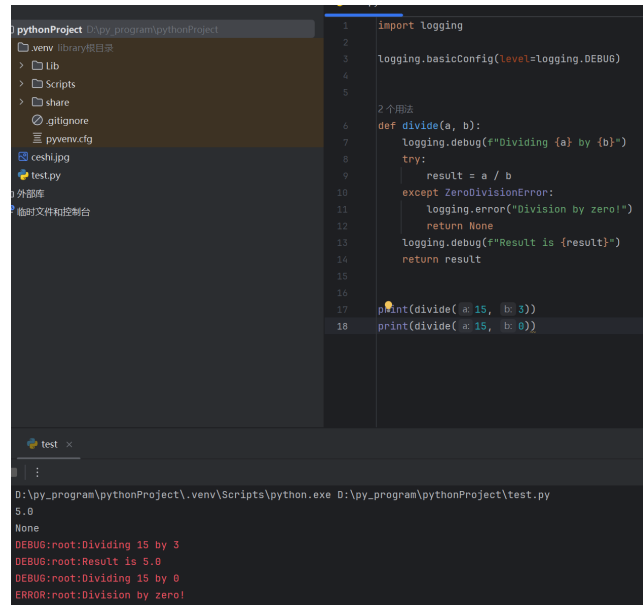 pythonProject D:\py_program\pythonProject
.venv library根目录
Lib
Scripts
share
.gitignore
pyvenv.cfg
ceshi.jpg
test.py
外部库
临时文件和控制台
1 import logging
2
3 logging.basicConfig(level=logging.DEBUG)
4
5
2 个用法
6 def divide(a, b):
7 logging.debug(f"Dividing {a} by {b}")
8 try:
9 result = a / b
10 except ZeroDivisionError:
11 logging.error("Division by zero!")
12 return None
13 logging.debug(f"Result is {result}")
14 return result
15
16
17 print(divide( a: 15, b: 3))
18 print(divide( a: 15, b: 0))
test ×
D:\py_program\pythonProject\.venv\Scripts\python.exe D:\py_program\pythonProject\test.py
5.0
None
DEBUG:root:Dividing 15 by 3
DEBUG:root:Result is 5.0
DEBUG:root:Dividing 15 by 0
ERROR:root:Division by zero!